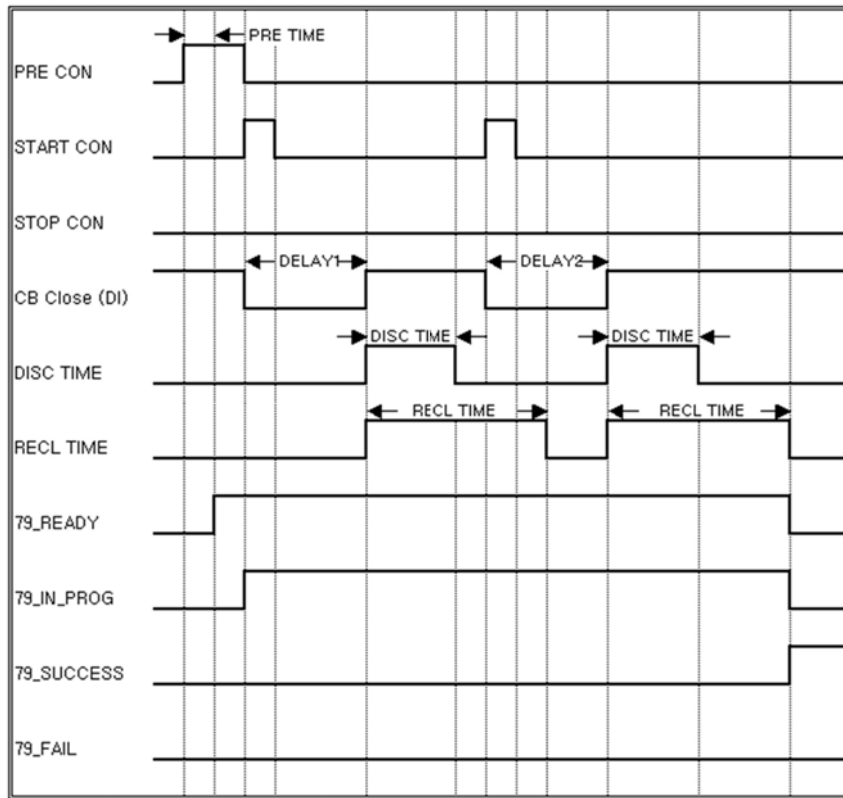 PRE TIME
PRE CON
START CON
STOP CON
DELAY1 DELAY2
CB Close (DI)
DISC TIME DISC TIME
DISC TIME
RECL TIME RECL TIME
RECL TIME
79_READY
79_IN_PROG
79_SUCCESS
79_FAIL